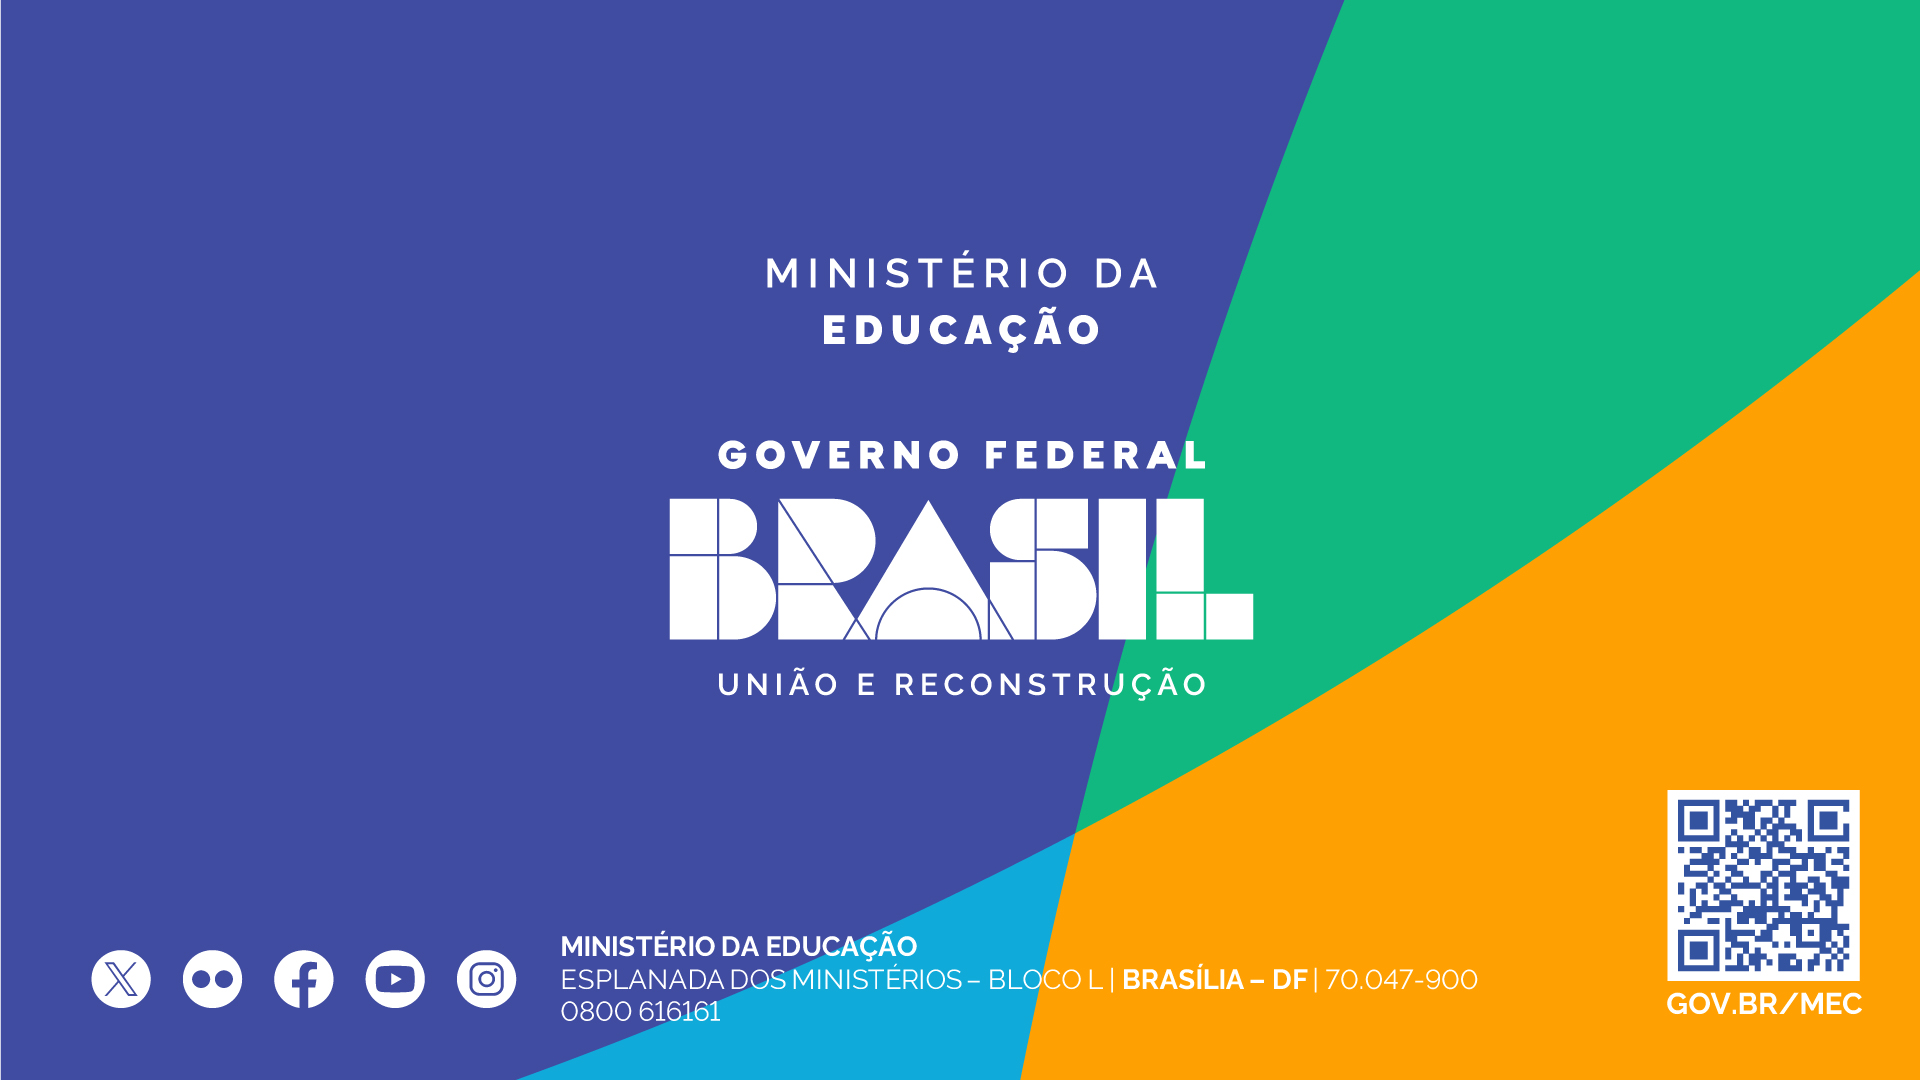 MINISTÉRIO DA
EDUCAÇÃO
GOVERNO FEDERAL
BRASIL
UNIÃO E RECONSTRUÇÃO
MINISTÉRIO DA EDUCAÇÃO
ESPLANADA DOS MINISTÉRIOS – BLOCO L | BRASÍLIA – DF | 70.047-900
0800 616161
GOV.BR/MEC